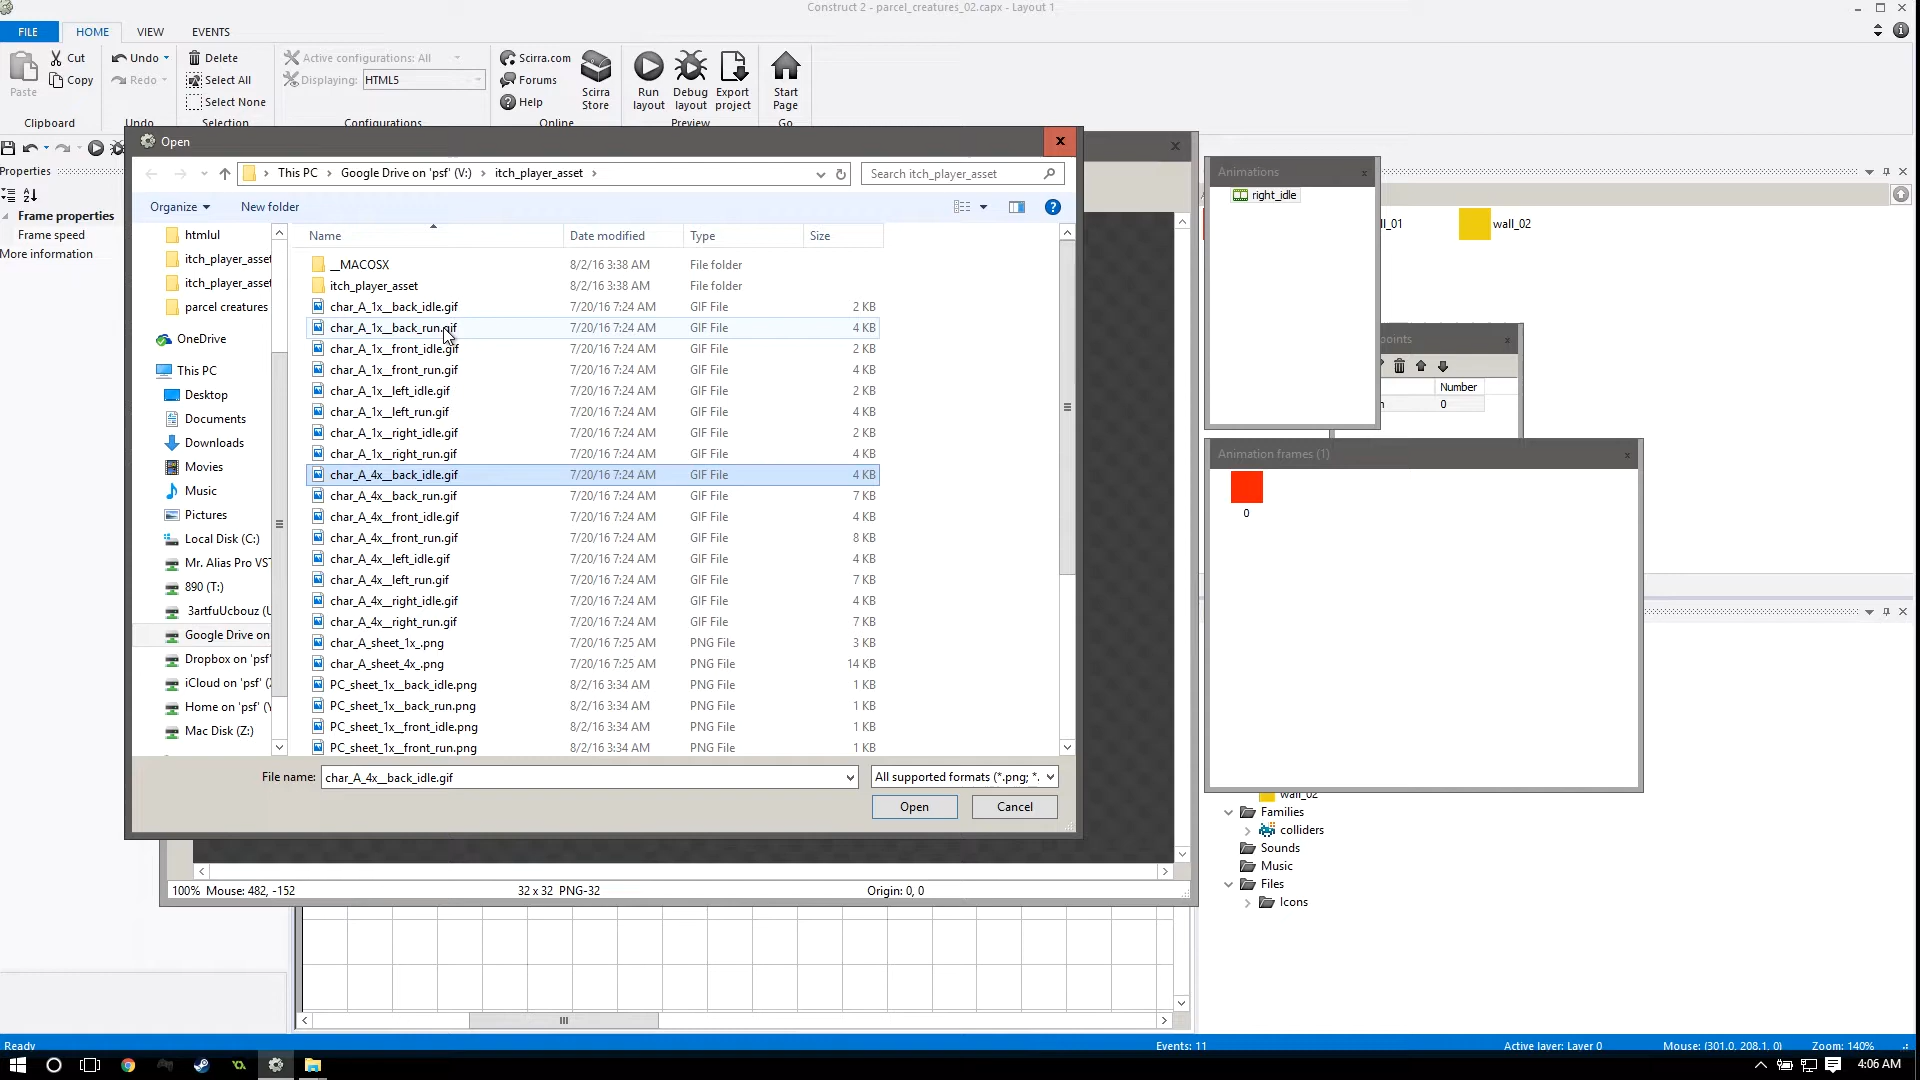 Construct 2 - parcel_creatures_02.capx - Layout 1
FILE
HOME
VIEW
EVENTS
Paste
Cut
Copy
Clipboard
Undo
Redo
Undo
Delete
Select All
Select None
Selection
Active configurations: All
Displaying:
HTML5
Configurations
Scirra.com
Forums
Help
Scirra Store
Online
Run layout
Debug layout
Export project
Preview
Start Page
Go
Properties
Frame properties
Frame speed
More information
Open
This PC
Google Drive on 'psf' (V:)
itch_player_asset
Search itch_player_asset
Organize
New folder
htmlul
itch_player_asset
itch_player_asset
parcel creatures
OneDrive
This PC
Desktop
Documents
Downloads
Movies
Music
Pictures
Local Disk (C:)
Mr. Alias Pro VST
890 (T:)
3artfuUcbouz (U
Google Drive on
Dropbox on 'psf'
iCloud on 'psf' (
Home on 'psf' (Y
Mac Disk (Z:)
Name Date modified Type Size
__MACOSX 8/2/16 3:38 AM File folder
itch_player_asset 8/2/16 3:38 AM File folder
char_A_1x__back_idle.gif 7/20/16 7:24 AM GIF File 2 KB
char_A_1x__back_run.gif 7/20/16 7:24 AM GIF File 4 KB
char_A_1x__front_idle.gif 7/20/16 7:24 AM GIF File 2 KB
char_A_1x__front_run.gif 7/20/16 7:24 AM GIF File 4 KB
char_A_1x__left_idle.gif 7/20/16 7:24 AM GIF File 2 KB
char_A_1x__left_run.gif 7/20/16 7:24 AM GIF File 4 KB
char_A_1x__right_idle.gif 7/20/16 7:24 AM GIF File 2 KB
char_A_1x__right_run.gif 7/20/16 7:24 AM GIF File 4 KB
char_A_4x__back_idle.gif 7/20/16 7:24 AM GIF File 4 KB
char_A_4x__back_run.gif 7/20/16 7:24 AM GIF File 7 KB
char_A_4x__front_idle.gif 7/20/16 7:24 AM GIF File 4 KB
char_A_4x__front_run.gif 7/20/16 7:24 AM GIF File 8 KB
char_A_4x__left_idle.gif 7/20/16 7:24 AM GIF File 4 KB
char_A_4x__left_run.gif 7/20/16 7:24 AM GIF File 7 KB
char_A_4x__right_idle.gif 7/20/16 7:24 AM GIF File 4 KB
char_A_4x__right_run.gif 7/20/16 7:24 AM GIF File 7 KB
char_A_sheet_1x_.png 7/20/16 7:25 AM PNG File 3 KB
char_A_sheet_4x_.png 7/20/16 7:25 AM PNG File 14 KB
PC_sheet_1x__back_idle.png 8/2/16 3:34 AM PNG File 1 KB
PC_sheet_1x__back_run.png 8/2/16 3:34 AM PNG File 1 KB
PC_sheet_1x__front_idle.png 8/2/16 3:34 AM PNG File 1 KB
PC_sheet_1x__front_run.png 8/2/16 3:34 AM PNG File 1 KB
File name: char_A_4x__back_idle.gif
All supported formats (*.png; *.
Open
Cancel
Animations
right_idle
ll_01
wall_02
points
Number
n 0
Animation frames (1)
0
wall_02
Families
colliders
Sounds
Music
Files
Icons
100% Mouse: 482, -152
32 x 32 PNG-32
Origin: 0, 0
Ready
Events: 11
Active layer: Layer 0
Mouse: (301.0, 208.1, 0)
Zoom: 140%
4:06 AM